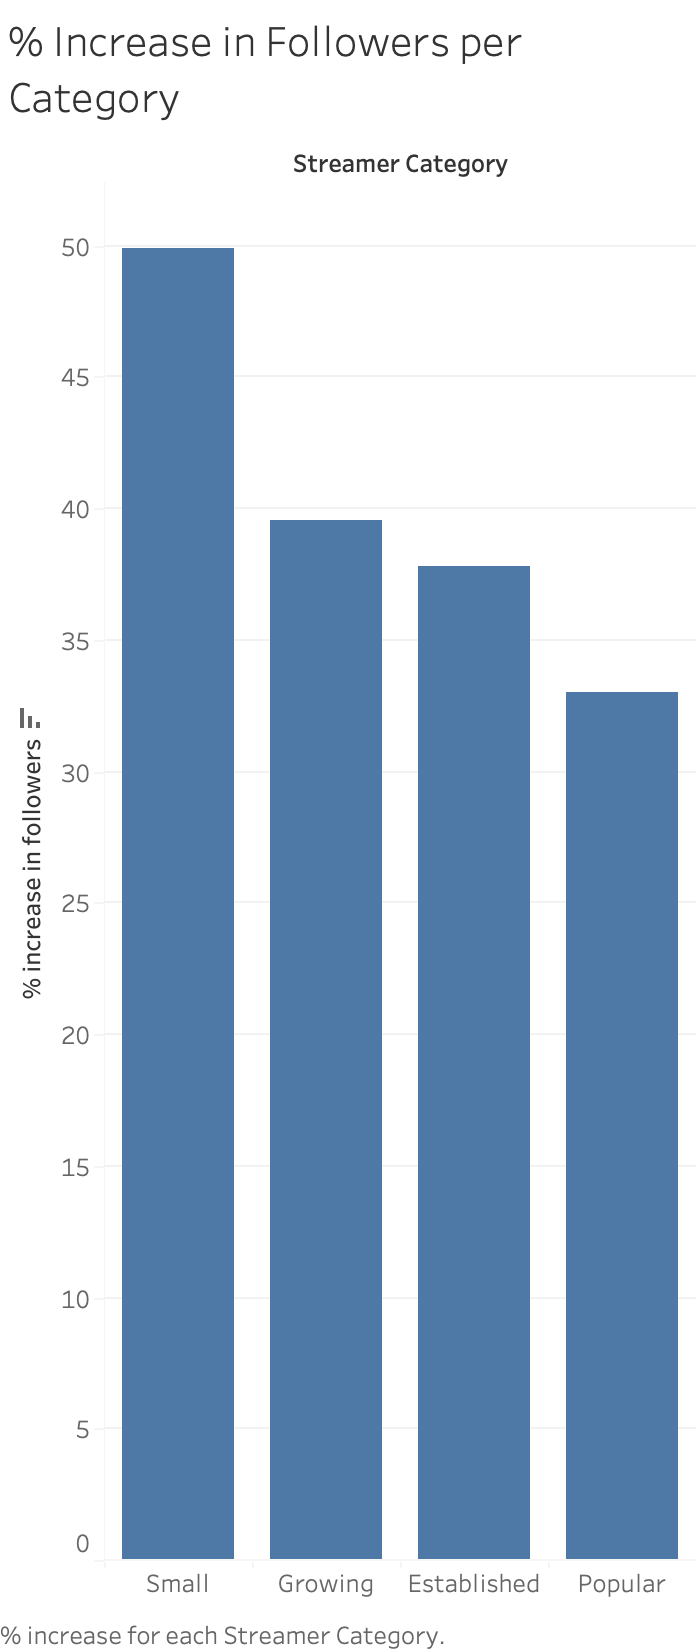 % Increase in Followers per
Category
Streamer Category
50
45
40
35
30
25
20
15
10
5
0
% increase in followers
Small
Growing
Established
Popular
% increase for each Streamer Category.